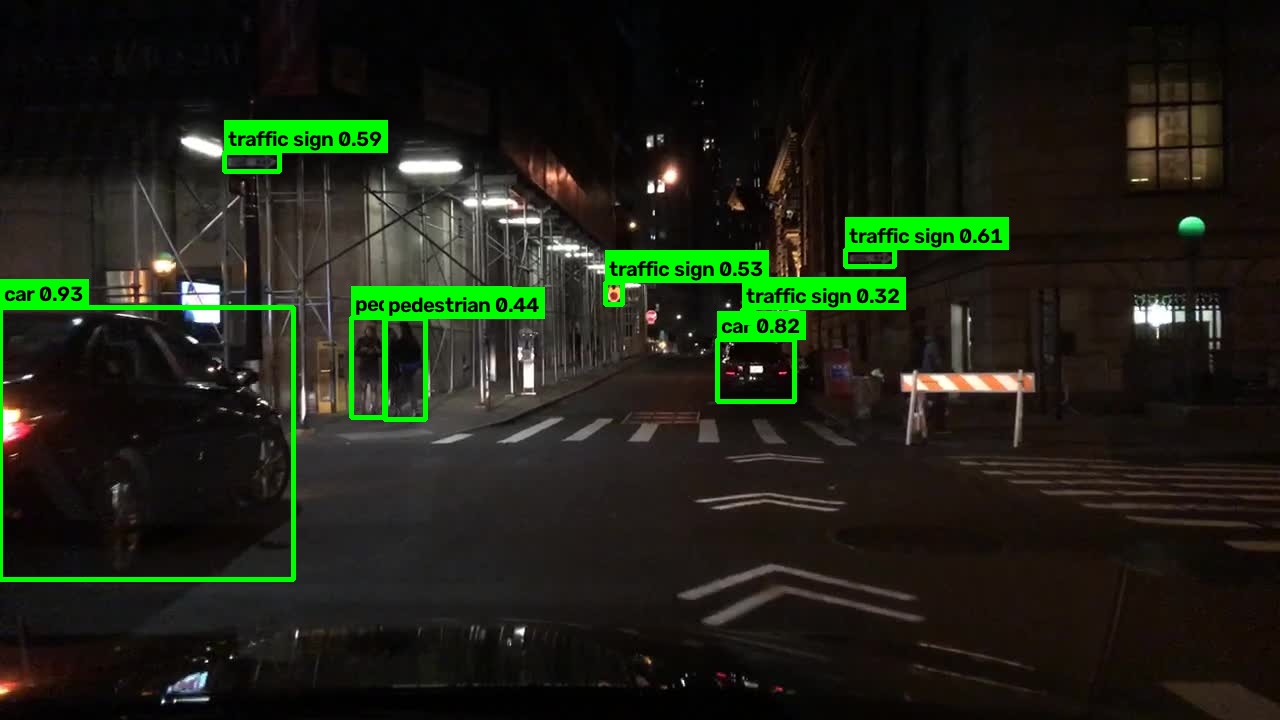 traffic sign 0.59
traffic sign 0.61
traffic sign 0.53
car 0.93
traffic sign 0.32
ped
pedestrian 0.44
car 0.82